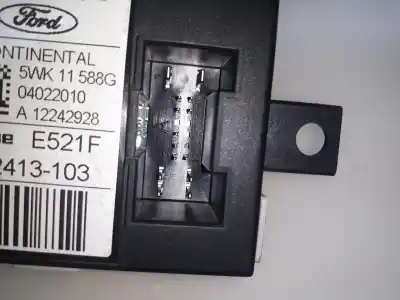 Ford
ONTINENTAL
5WK 11 588G
04022010
A 12242928
E521F
2413-103